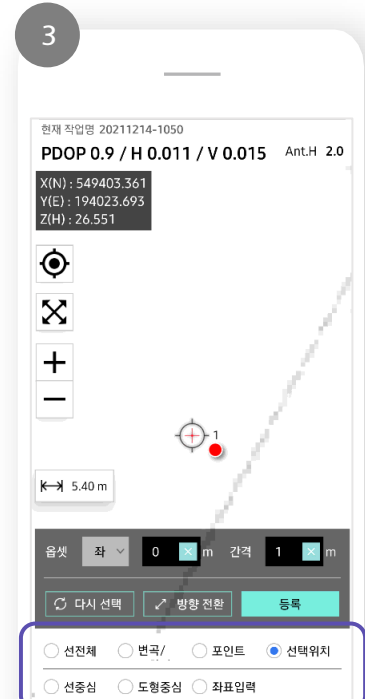 3
현재 작업명 20211214-1050
PDOP 0.9 / H 0.011 / V 0.015 Ant.H 2.0
X(N) : 549403.361
Y(E) : 194023.693
Z(H) : 26.551
1
5.40 m
옵셋 좌 0 m 간격 1 m
다시 선택 방향 전환 등록
선전체 변곡/ 포인트 선택위치
선중심 도형중심 좌표입력